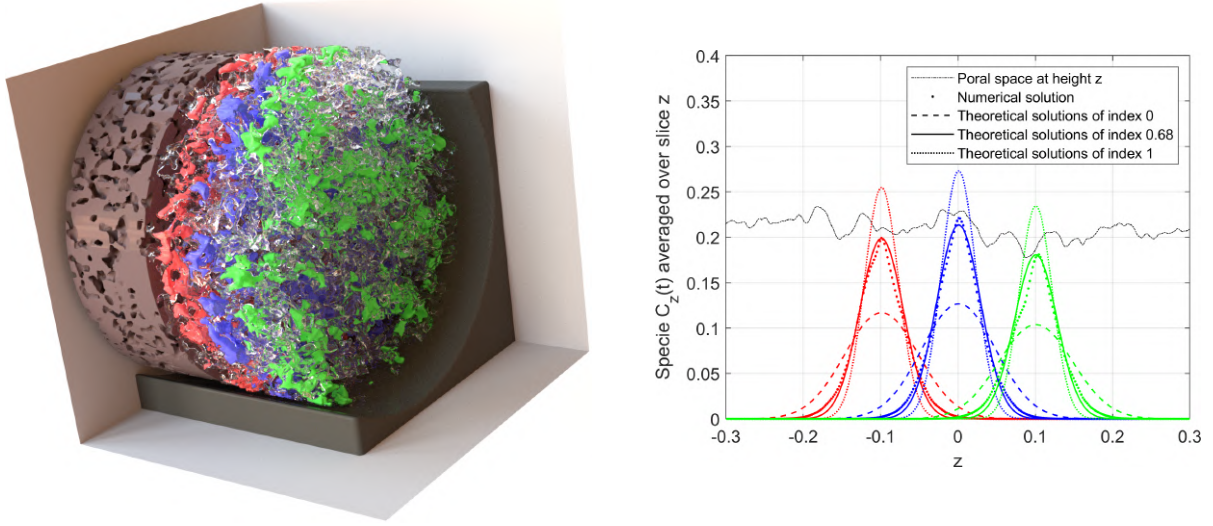 0.4
0.35
0.3
0.25
0.2
0.15
0.1
0.05
0
Specie C_z(t) averaged over slice z
Poral space at height z
Numerical solution
Theoretical solutions of index 0
Theoretical solutions of index 0.68
Theoretical solutions of index 1
-0.3 -0.2 -0.1 0 0.1 0.2 0.3
z